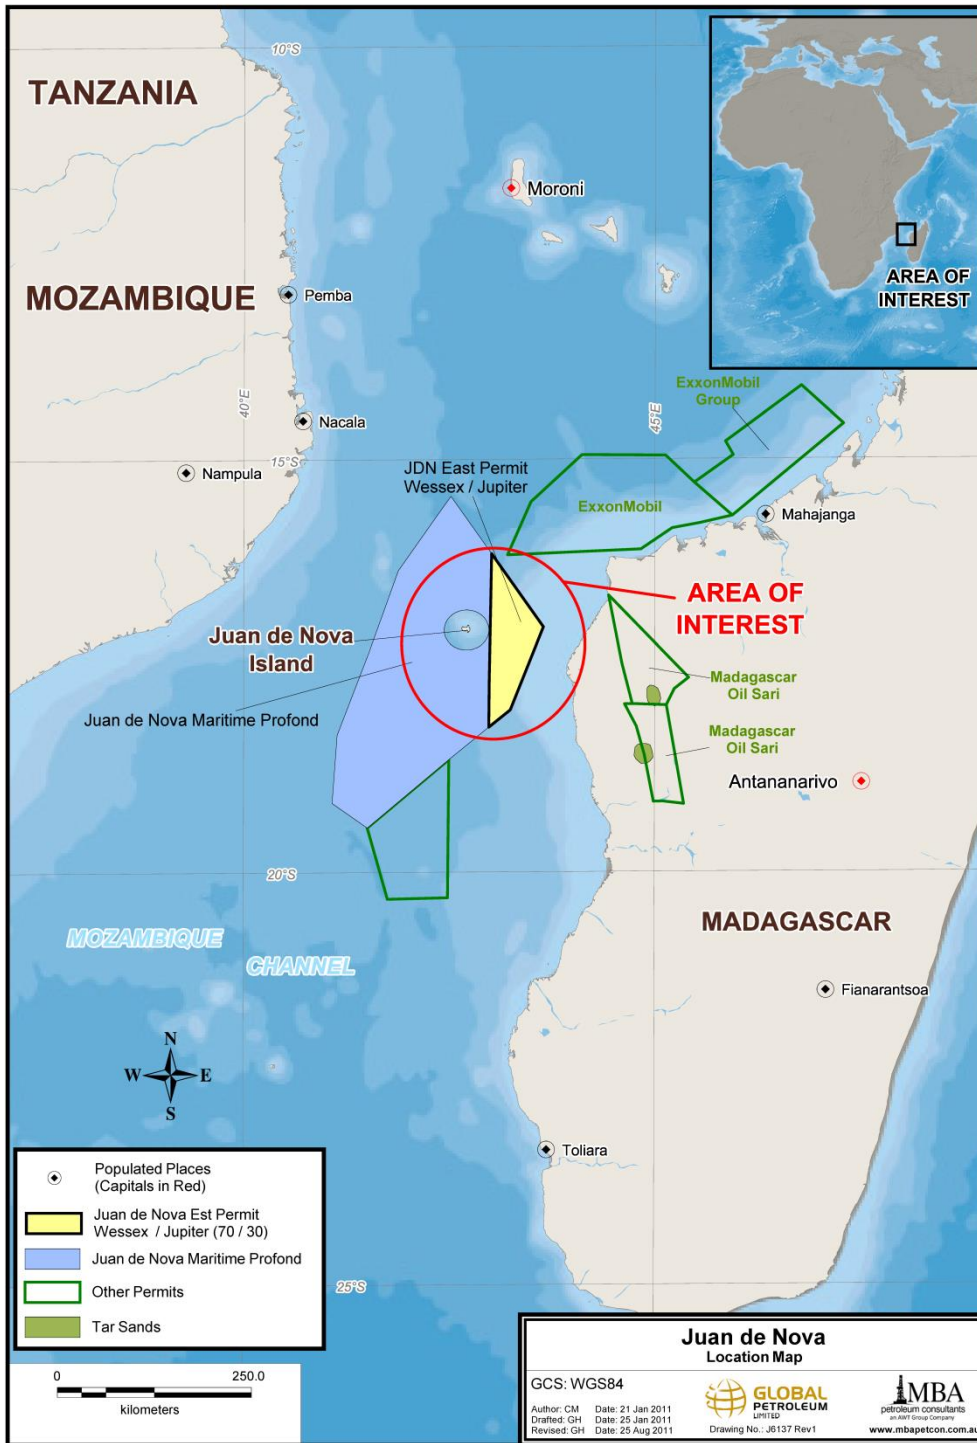 10°S
TANZANIA
Moroni
AREA OF
INTEREST
MOZAMBIQUE
Pemba
ExxonMobil
Group
40°E
45°E
Nacala
15°S
Nampula
JDN East Permit
Wessex / Jupiter
ExxonMobil
Mahajanga
AREA OF
INTEREST
Juan de Nova
Island
Madagascar
Oil Sari
Juan de Nova Maritime Profond
Madagascar
Oil Sari
Antananarivo
20°S
MADAGASCAR
MOZAMBIQUE
CHANNEL
Fianarantsoa
N
W E
S
Toliara
Populated Places
(Capitals in Red)
Juan de Nova Est Permit
Wessex / Jupiter (70 / 30)
Juan de Nova Maritime Profond
Other Permits
Tar Sands
25°S
0 250.0
kilometers
Juan de Nova
Location Map
GCS: WGS84
Author: CM Date: 21 Jan 2011
Drafted: GH Date: 25 Jan 2011
Revised: GH Date: 25 Aug 2011
GLOBAL
PETROLEUM
LIMITED
Drawing No.: J6137 Rev1
MBA
petroleum consultants
an AWT Group Company
www.mbapetcon.com.a